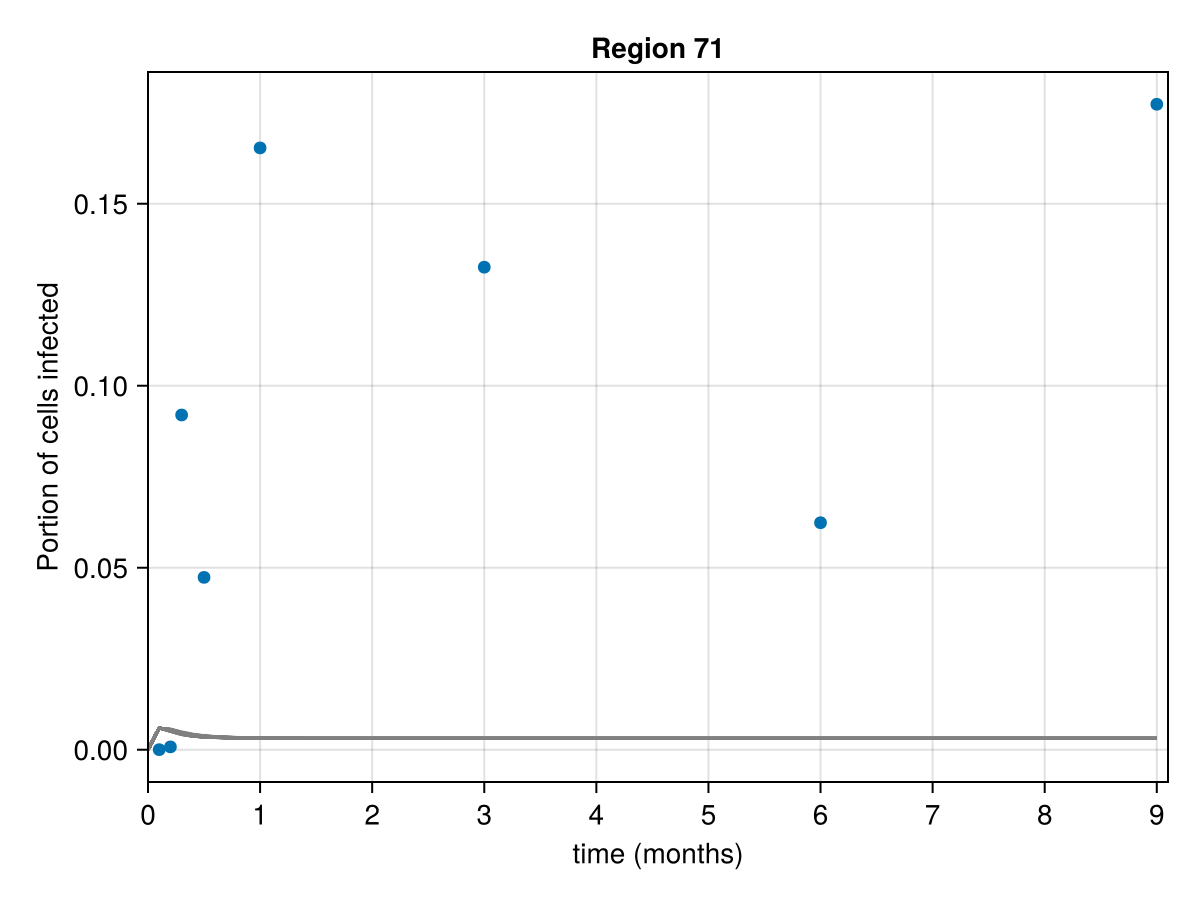 Region 71
Portion of cells infected
0.15
0.10
0.05
0.00
0 1 2 3 4 5 6 7 8 9
time (months)